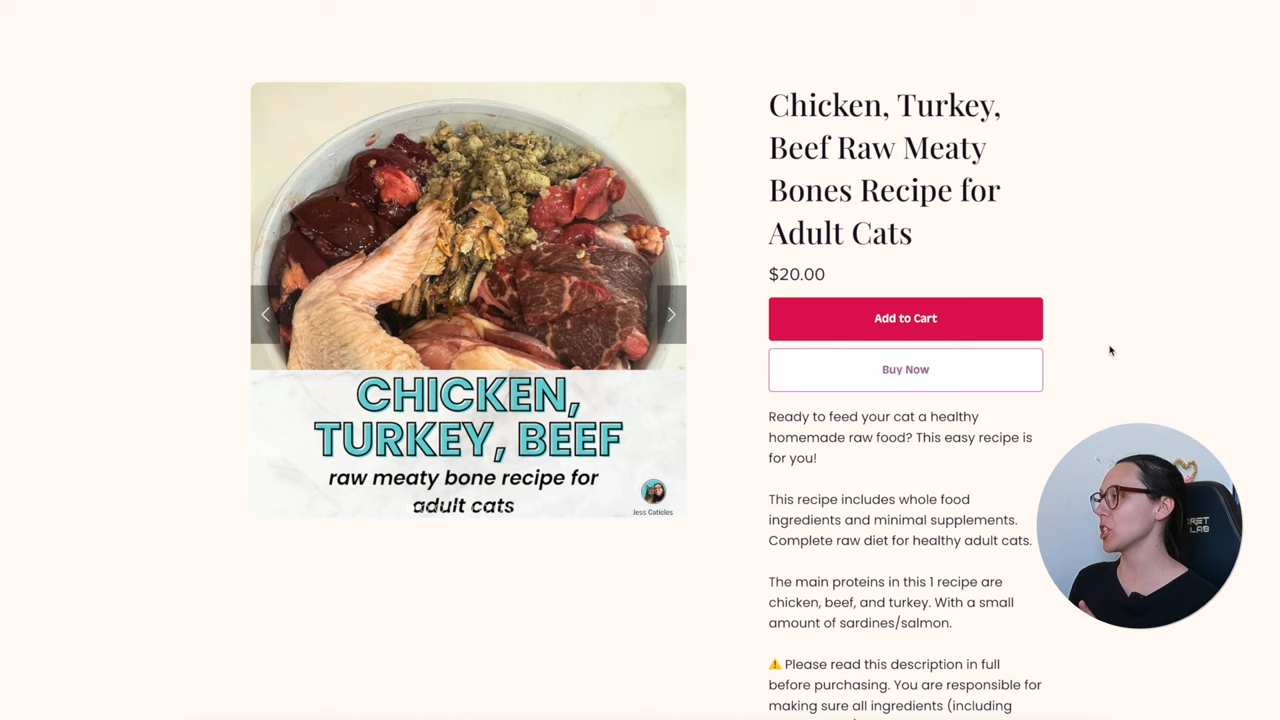 Chicken, Turkey,
Beef Raw Meaty
Bones Recipe for
Adult Cats
$20.00
Add to Cart
Buy Now
CHICKEN,
TURKEY, BEEF
raw meaty bone recipe for
adult cats
Jess Caticles
Ready to feed your cat a healthy
homemade raw food? This easy recipe is
for you!
This recipe includes whole food
ingredients and minimal supplements.
Complete raw diet for healthy adult cats.
The main proteins in this 1 recipe are
chicken, beef, and turkey. With a small
amount of sardines/salmon.
⚠️ Please read this description in full
before purchasing. You are responsible for
making sure all ingredients (including